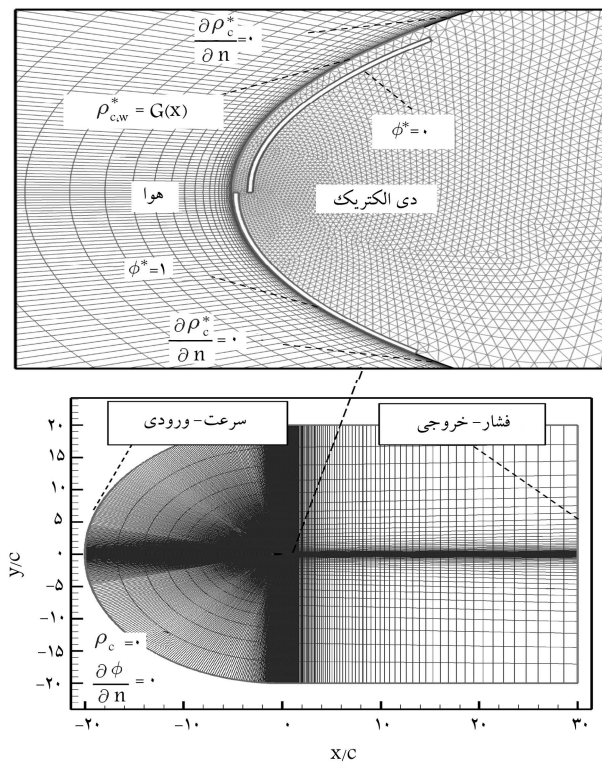 ∂ρ*c/∂n=۰
ρ*c,w = G(x)
ϕ*=۰
هوا
دی الکتریک
ϕ*=۱
∂ρ*c/∂n = ۰
سرعت- ورودی
فشار- خروجی
۲۰
۱۵
۱۰
۵
۰
-۵
-۱۰
-۱۵
-۲۰
y/c
ρc =۰
∂ϕ/∂n =۰
-۲۰ -۱۰ ۰ ۱۰ ۲۰ ۳۰
x/c